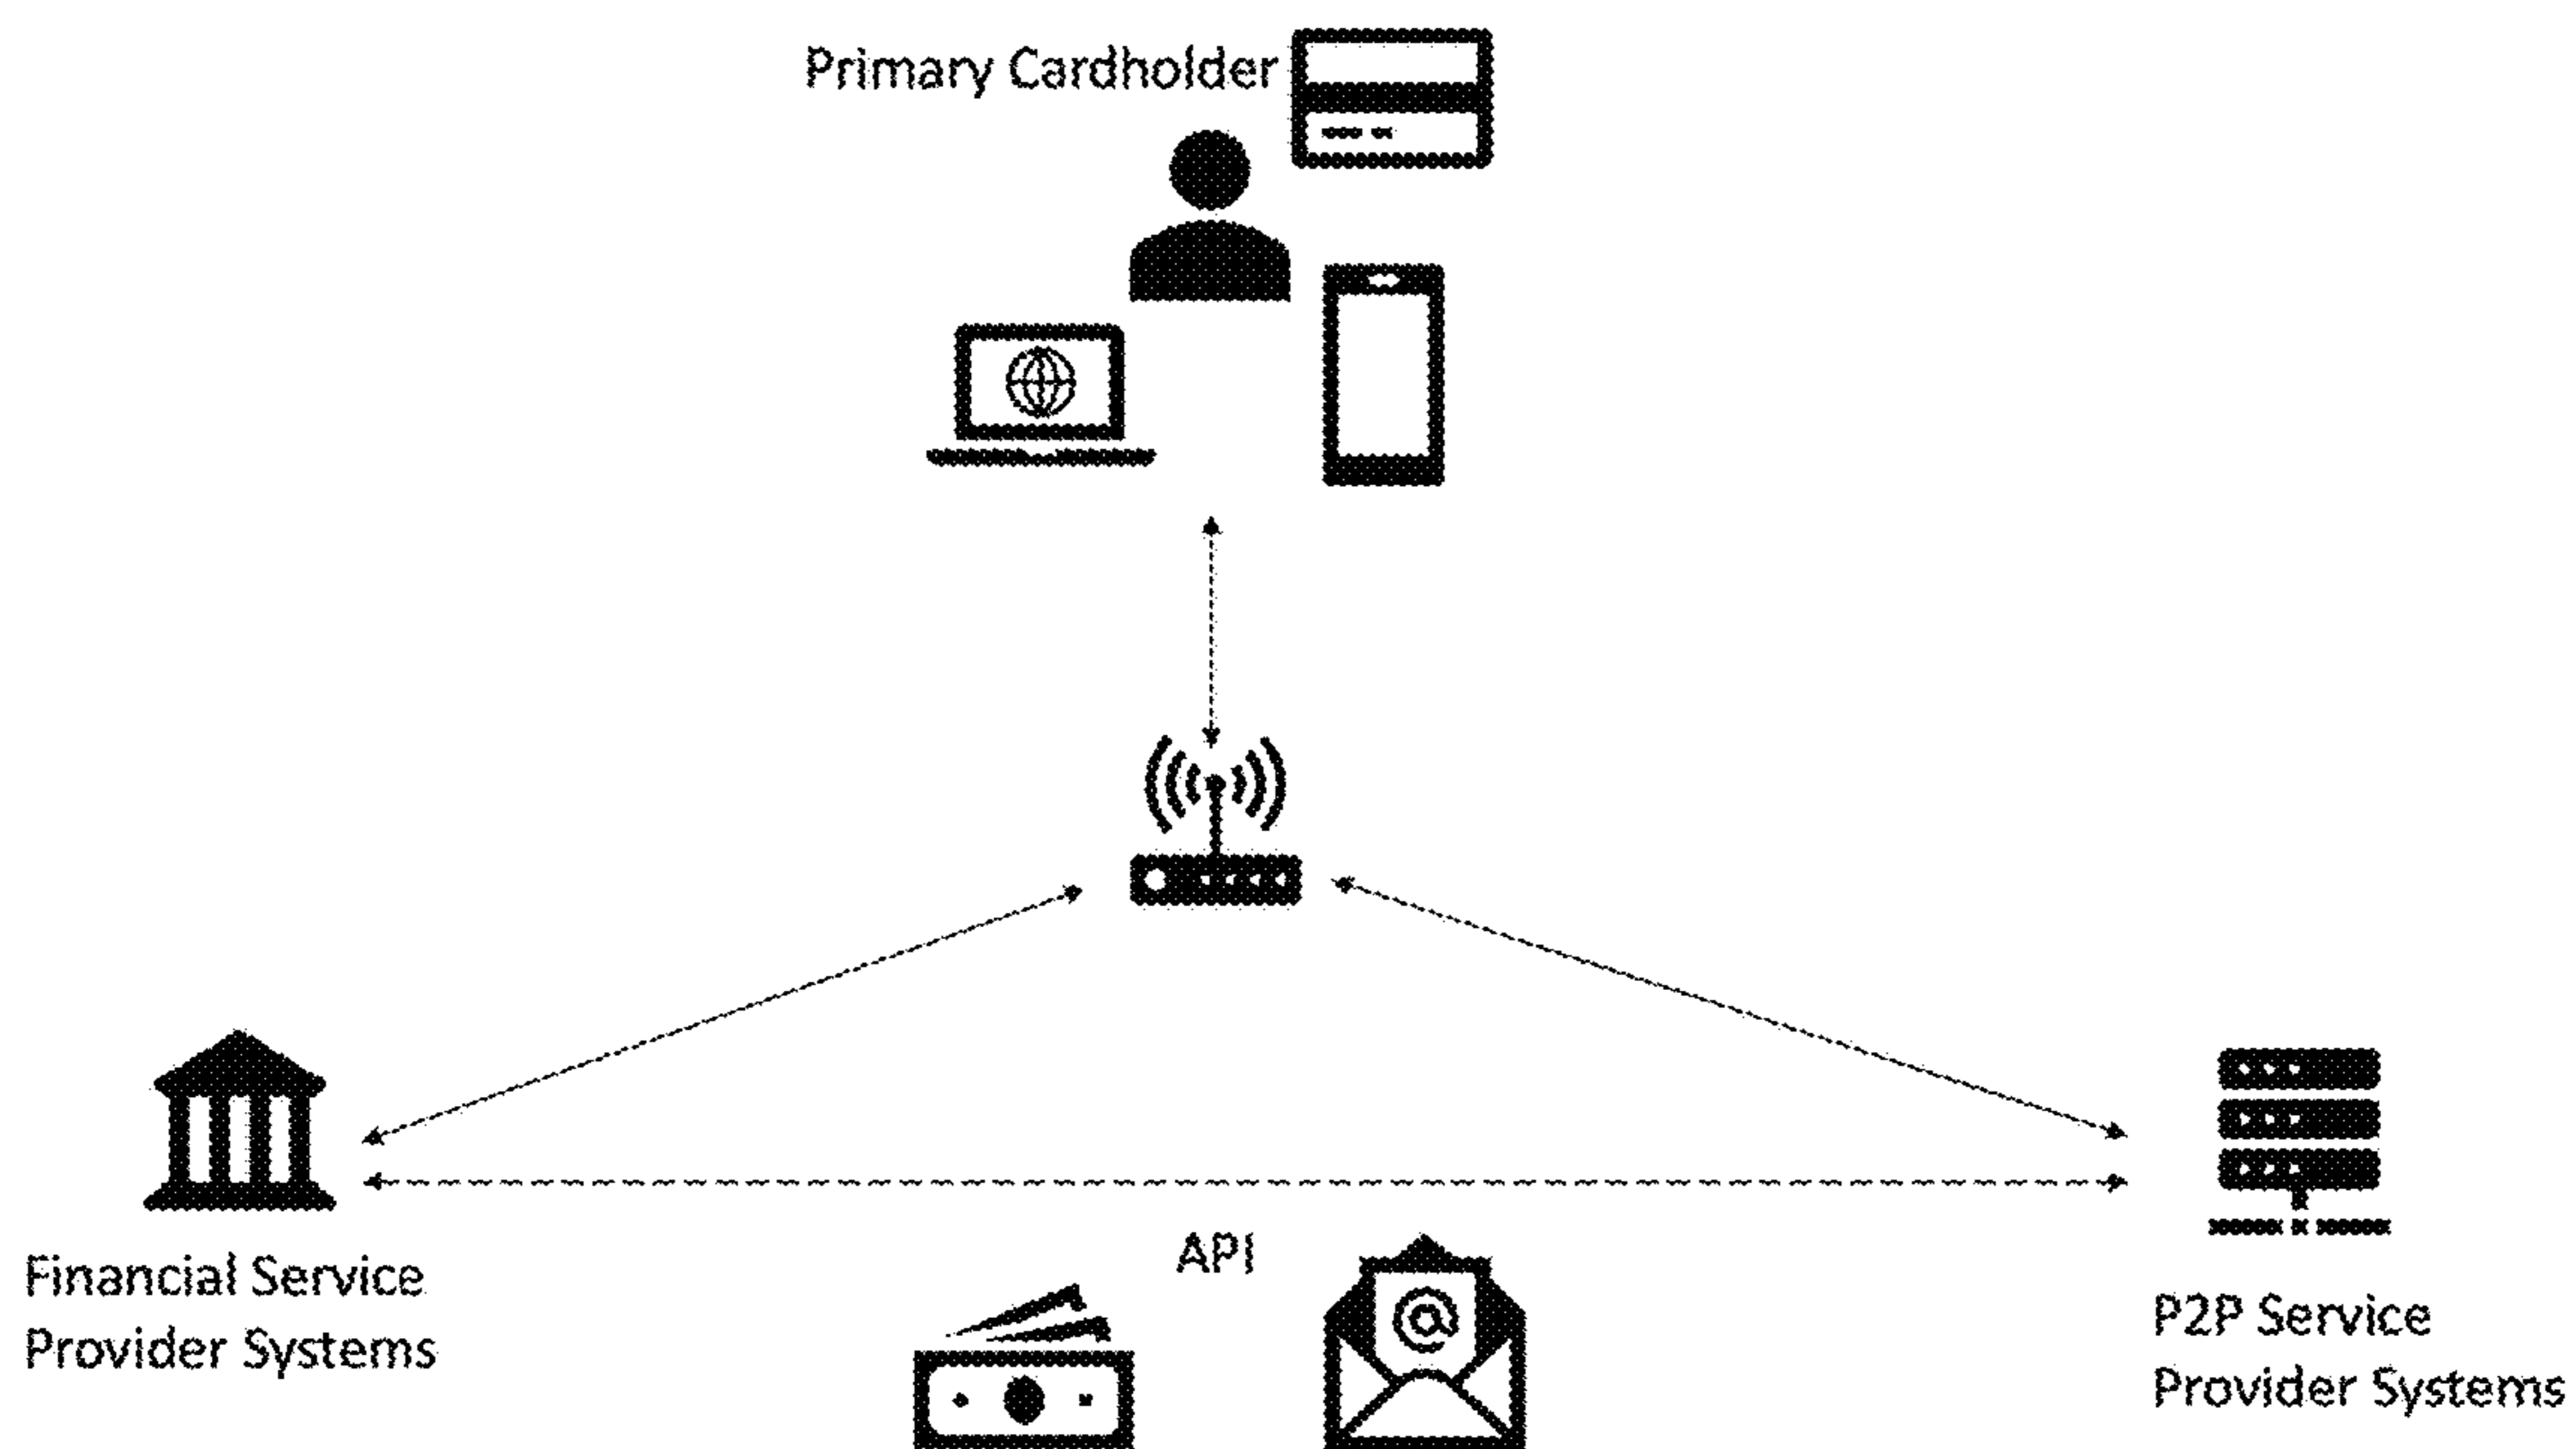 Primary Cardholder
API
Financial Service
Provider Systems
P2P Service
Provider Systems